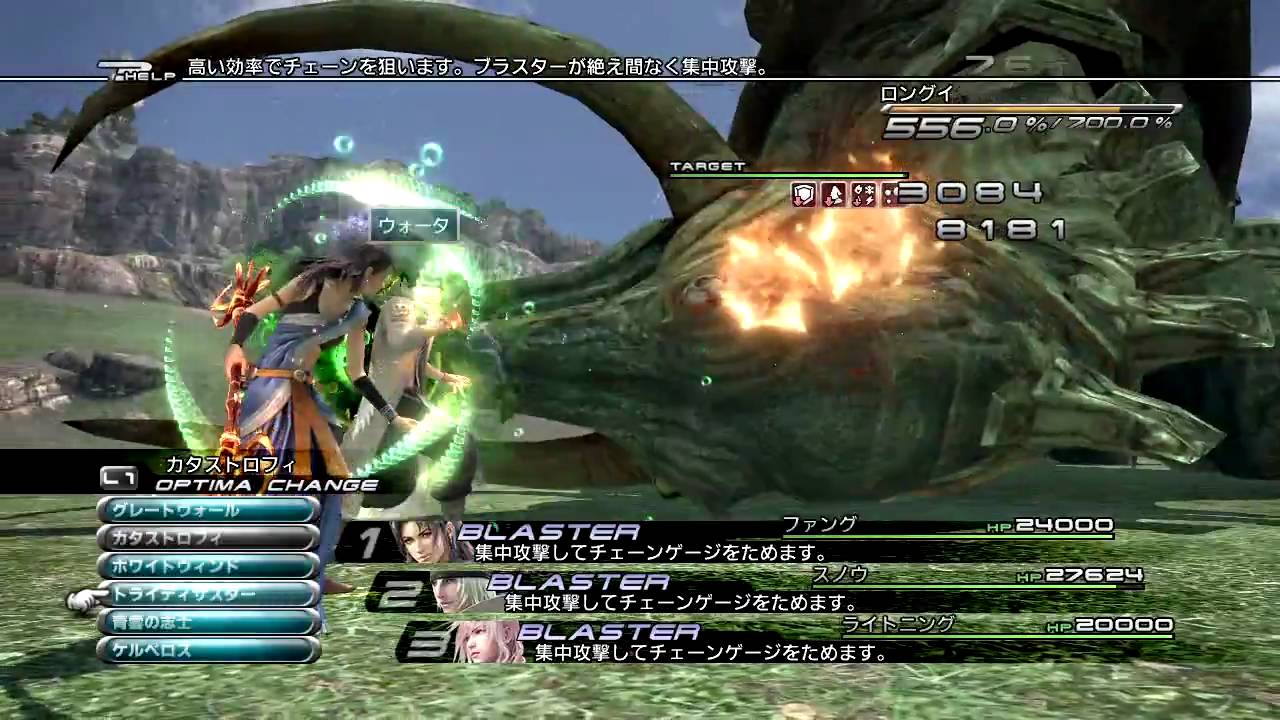 HELP 高い効率でチェーンを狙います。ブラスターが絶え間なく集中攻撃。
ロングイ
556.0%/700.0%
TARGET
3084
8181
ウォータ
L1 カタストロフィ
OPTIMA CHANGE
グレートウォール
カタストロフィ
ホワイトウィンド
トライディザスター
青雲の志士
ケルベロス
1 BLASTER ファング HP 24000
集中攻撃してチェーンゲージをためます。
2 BLASTER スノウ HP 27624
集中攻撃してチェーンゲージをためます。
3 BLASTER ライトニング HP 20000
集中攻撃してチェーンゲージをためます。